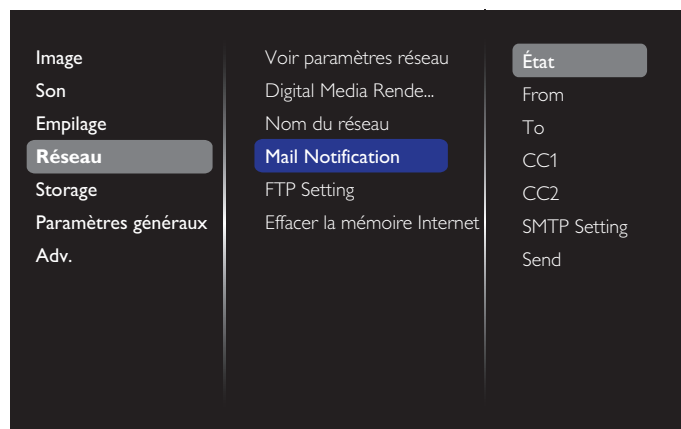 Image
Son
Empilage
Réseau
Storage
Paramètres généraux
Adv.
Voir paramètres réseau
Digital Media Rende...
Nom du réseau
Mail Notification
FTP Setting
Effacer la mémoire Internet
État
From
To
CC1
CC2
SMTP Setting
Send